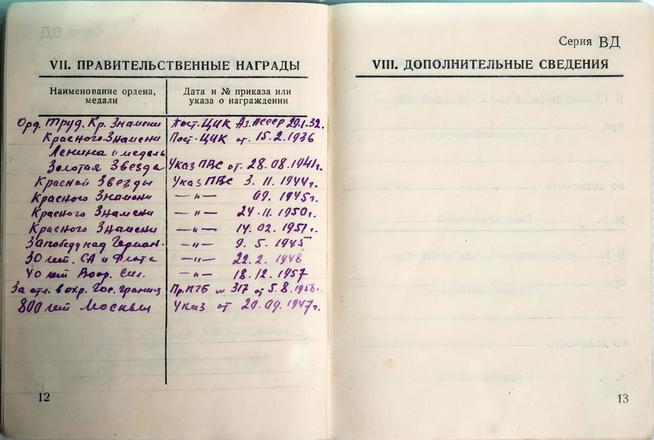 VII. ПРАВИТЕЛЬСТВЕННЫЕ НАГРАДЫ
Наименование ордена, медали
Дата и № приказа или указа о награждении
Орд. Труд. Кр. Знамени Пост. ЦИК Аз.АССР 29.1-32.
Красного Знамени Пост. ЦИК от. 15.2-1936
Ленина и медаль
Золотая Звезда Указ ПВС от. 28.08.1941г.
Красной Звезды Указ ПВС 3.11.1944г.
Красного Знамени —„— 09.1945г.
Красного Знамени —„— 24.11.1950г.
Красного Знамени —„— 14.02.1951г.
За победу над Герман. —„— 9.5.1945
30 лет. СА и Флота —„— 22.2.1948
40 лет Воор. Сил. —„— 18.12.1957
За отл. в охр. Гос. границ Пр. КГБ № 317 от 5.8.1958г.
800 лет Москвы Указ от 20.09.1947г.
12
Серия ВД
VIII. ДОПОЛНИТЕЛЬНЫЕ СВЕДЕНИЯ
13